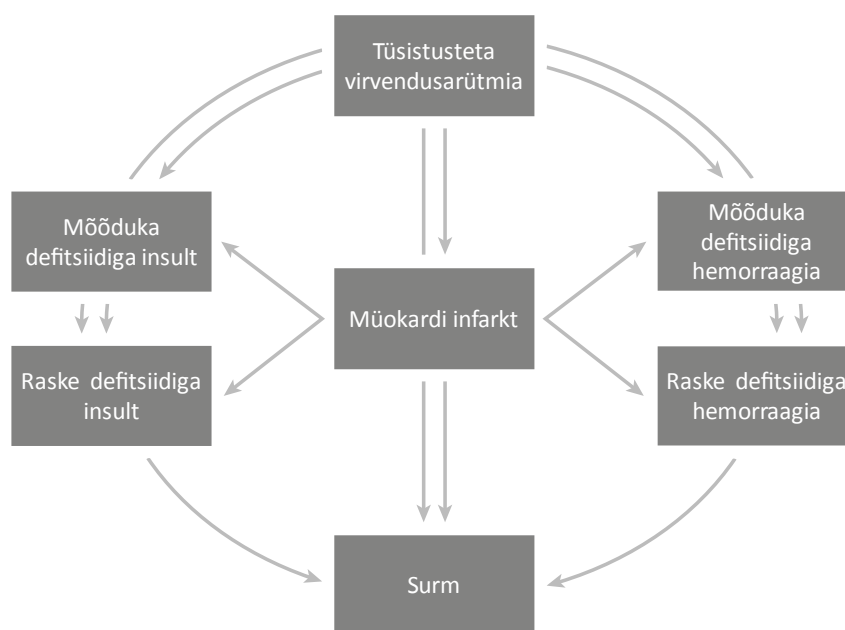 Tüsistusteta
virvendusarütmia
Mõõduka
defitsiidiga insult
Mõõduka
defitsiidiga
hemorraagia
Müokardi infarkt
Raske defitsiidiga
insult
Raske defitsiidiga
hemorraagia
Surm